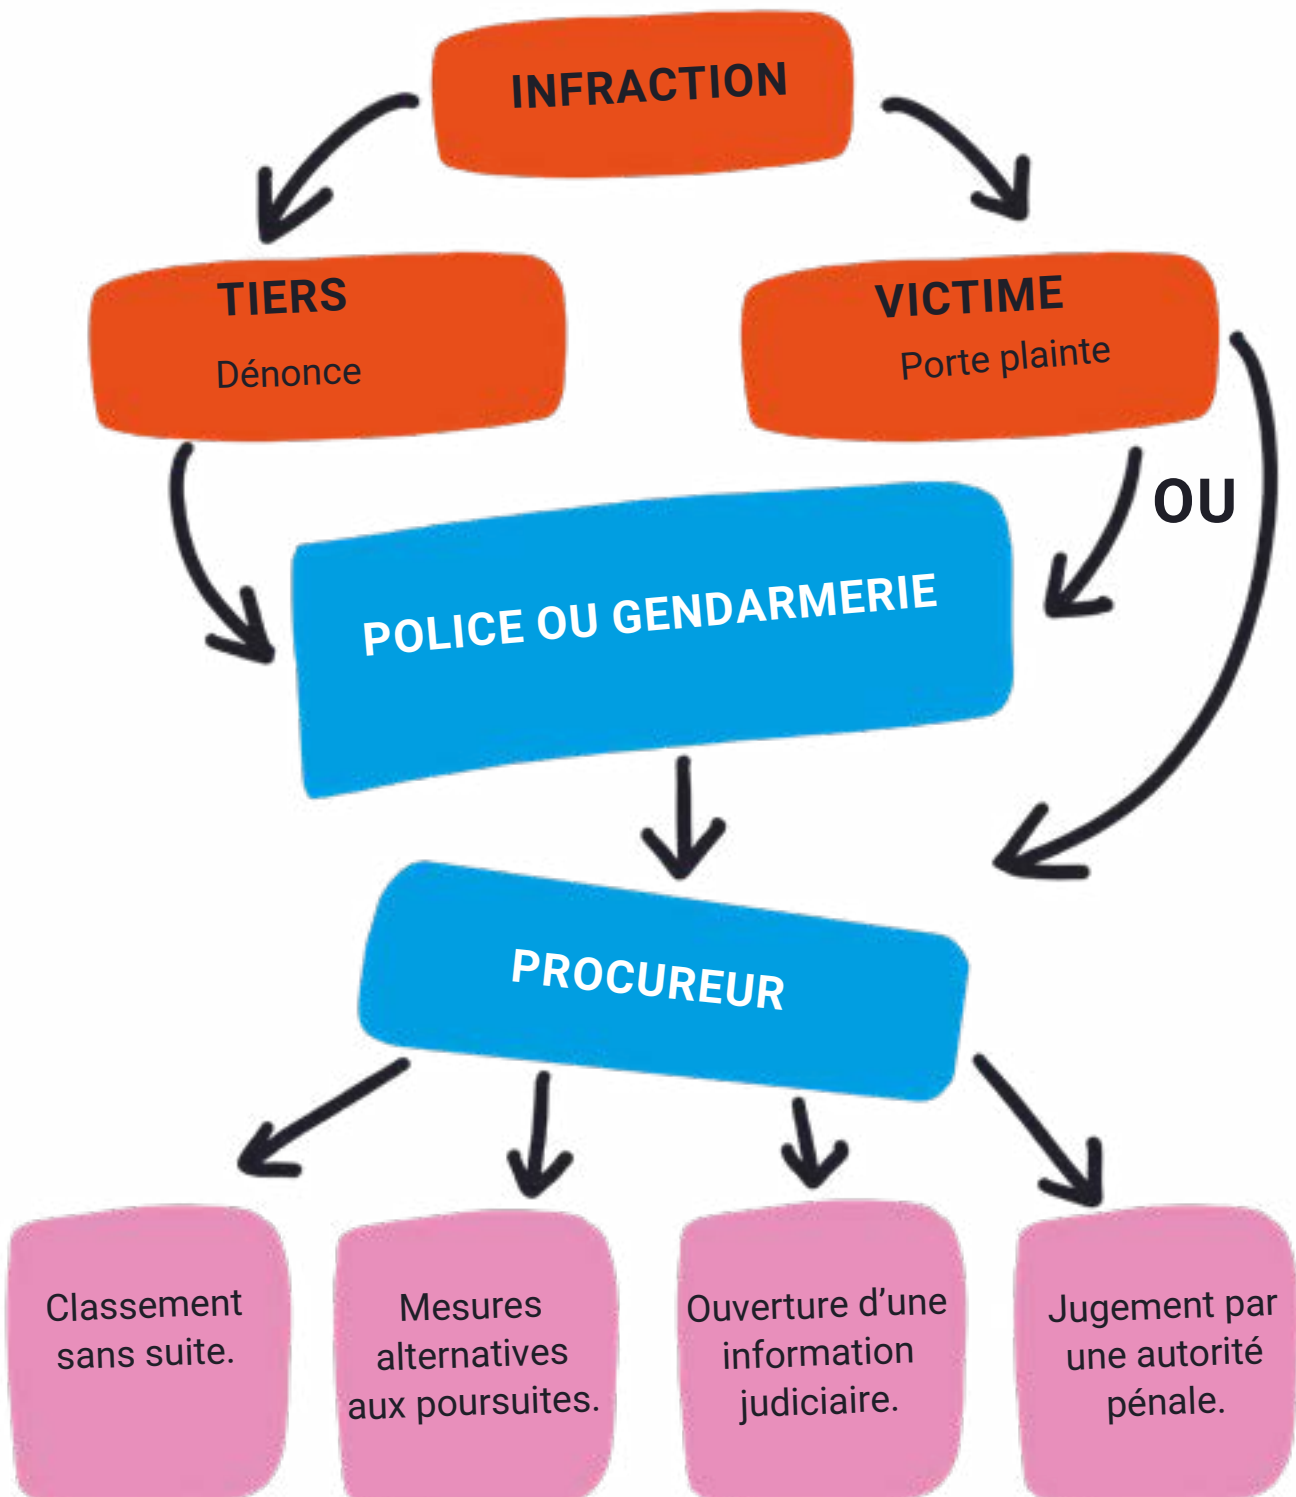 INFRACTION
TIERS
Dénonce
VICTIME
Porte plainte
OU
POLICE OU GENDARMERIE
PROCUREUR
Classement
sans suite.
Mesures
alternatives
aux poursuites.
Ouverture d’une
information
judiciaire.
Jugement par
une autorité
pénale.